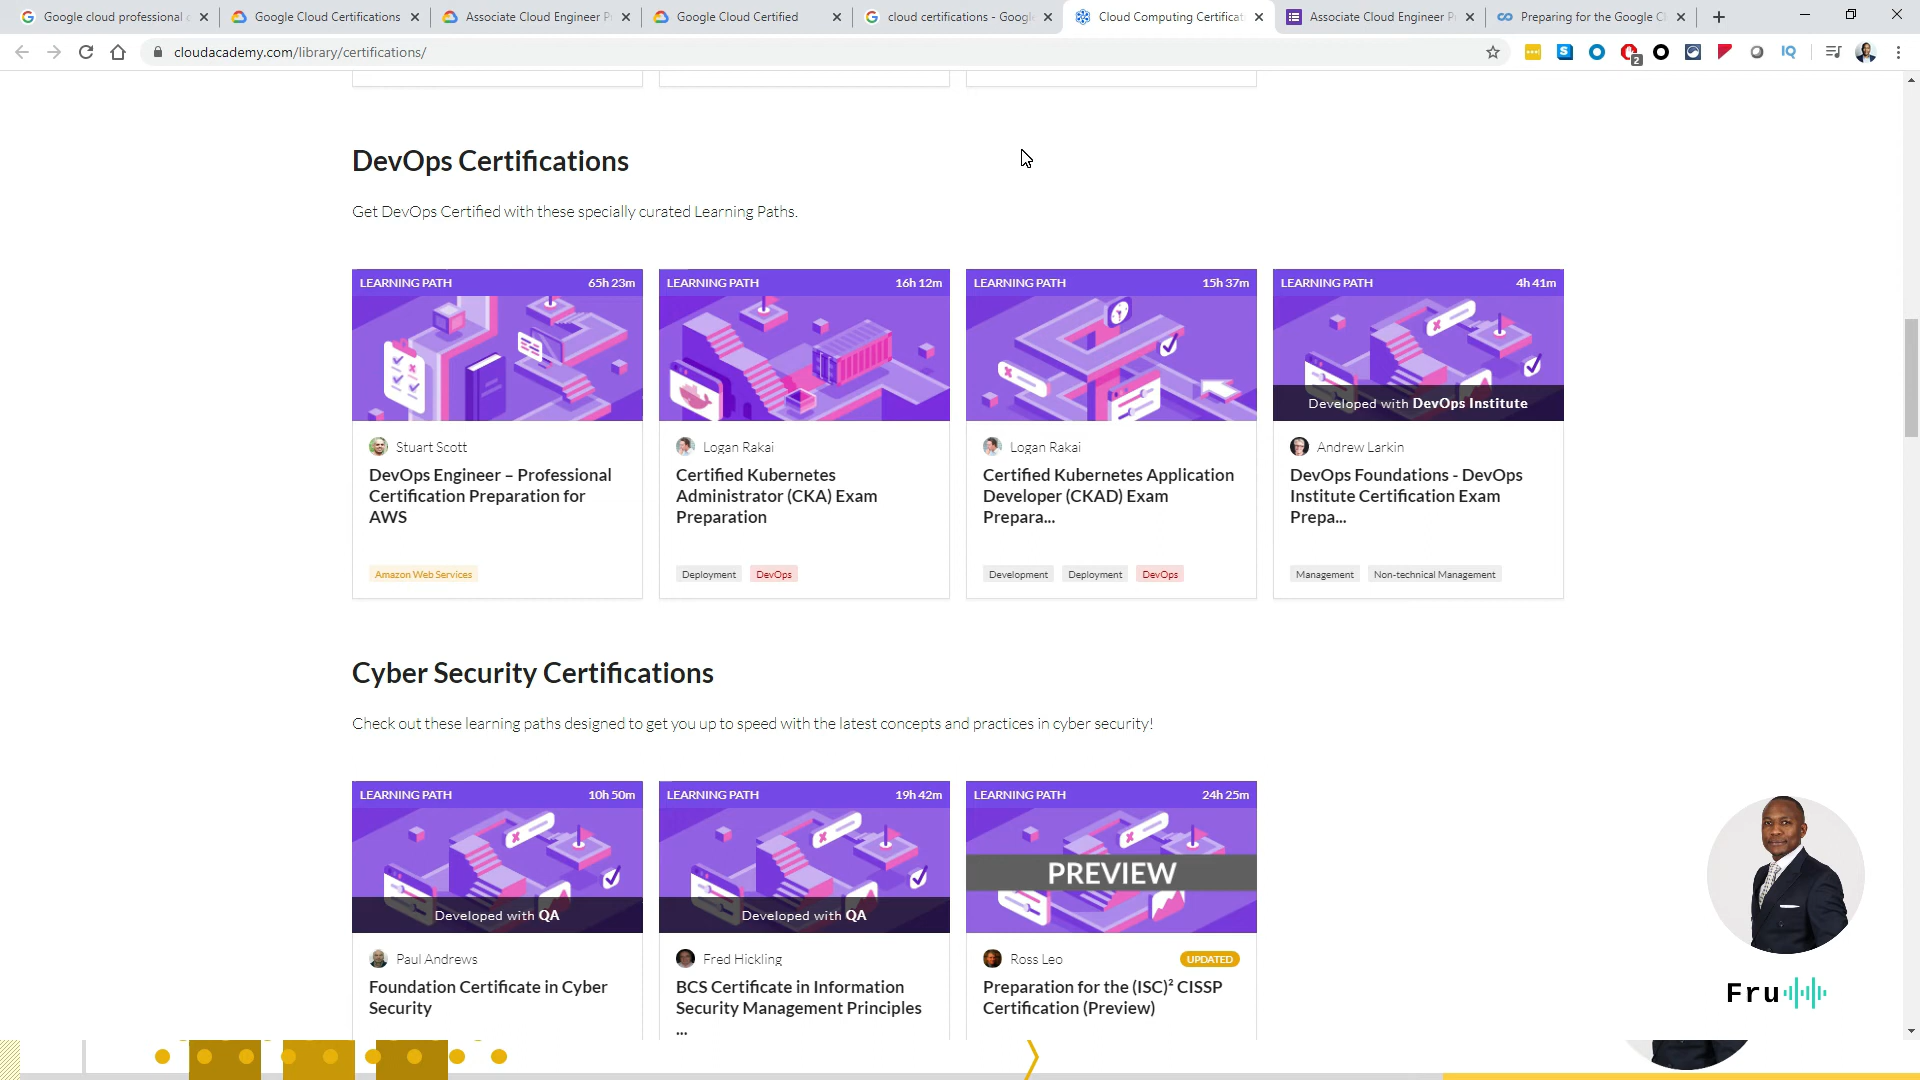 Google cloud professional c
Google Cloud Certifications
Associate Cloud Engineer P
Google Cloud Certified
cloud certifications - Google
Cloud Computing Certificat
Associate Cloud Engineer P
Preparing for the Google C
cloudacademy.com/library/certifications/
2
IQ
DevOps Certifications
Get DevOps Certified with these specially curated Learning Paths.
LEARNING PATH 65h 23m
LEARNING PATH 16h 12m
LEARNING PATH 15h 37m
LEARNING PATH 4h 41m
Developed with DevOps Institute
Stuart Scott
DevOps Engineer – Professional
Certification Preparation for
AWS
Amazon Web Services
Logan Rakai
Certified Kubernetes
Administrator (CKA) Exam
Preparation
Deployment DevOps
Logan Rakai
Certified Kubernetes Application
Developer (CKAD) Exam
Prepara...
Development Deployment DevOps
Andrew Larkin
DevOps Foundations - DevOps
Institute Certification Exam
Prepa...
Management Non-technical Management
Cyber Security Certifications
Check out these learning paths designed to get you up to speed with the latest concepts and practices in cyber security!
LEARNING PATH 10h 50m
LEARNING PATH 19h 42m
LEARNING PATH 24h 25m
Developed with QA
Developed with QA
PREVIEW
Paul Andrews
Foundation Certificate in Cyber
Security
Fred Hickling
BCS Certificate in Information
Security Management Principles
...
Ross Leo UPDATED
Preparation for the (ISC)² CISSP
Certification (Preview)
Fru